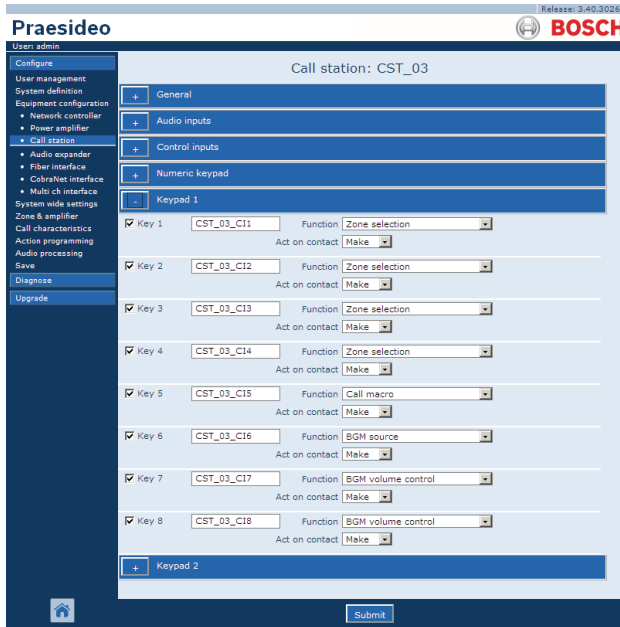 Release: 3.40.3026
Praesideo
BOSCH
User: admin
Configure
User management
System definition
Equipment configuration
• Network controller
• Power amplifier
• Call station
• Audio expander
• Fiber interface
• CobraNet interface
• Multi ch interface
System wide settings
Zone & amplifier
Call characteristics
Action programming
Audio processing
Save
Diagnose
Upgrade
Call station: CST_03
+ General
+ Audio inputs
+ Control inputs
+ Numeric keypad
- Keypad 1
Key 1 CST_03_CI1 Function Zone selection
Act on contact Make
Key 2 CST_03_CI2 Function Zone selection
Act on contact Make
Key 3 CST_03_CI3 Function Zone selection
Act on contact Make
Key 4 CST_03_CI4 Function Zone selection
Act on contact Make
Key 5 CST_03_CI5 Function Call macro
Act on contact Make
Key 6 CST_03_CI6 Function BGM source
Act on contact Make
Key 7 CST_03_CI7 Function BGM volume control
Act on contact Make
Key 8 CST_03_CI8 Function BGM volume control
Act on contact Make
+ Keypad 2
Submit